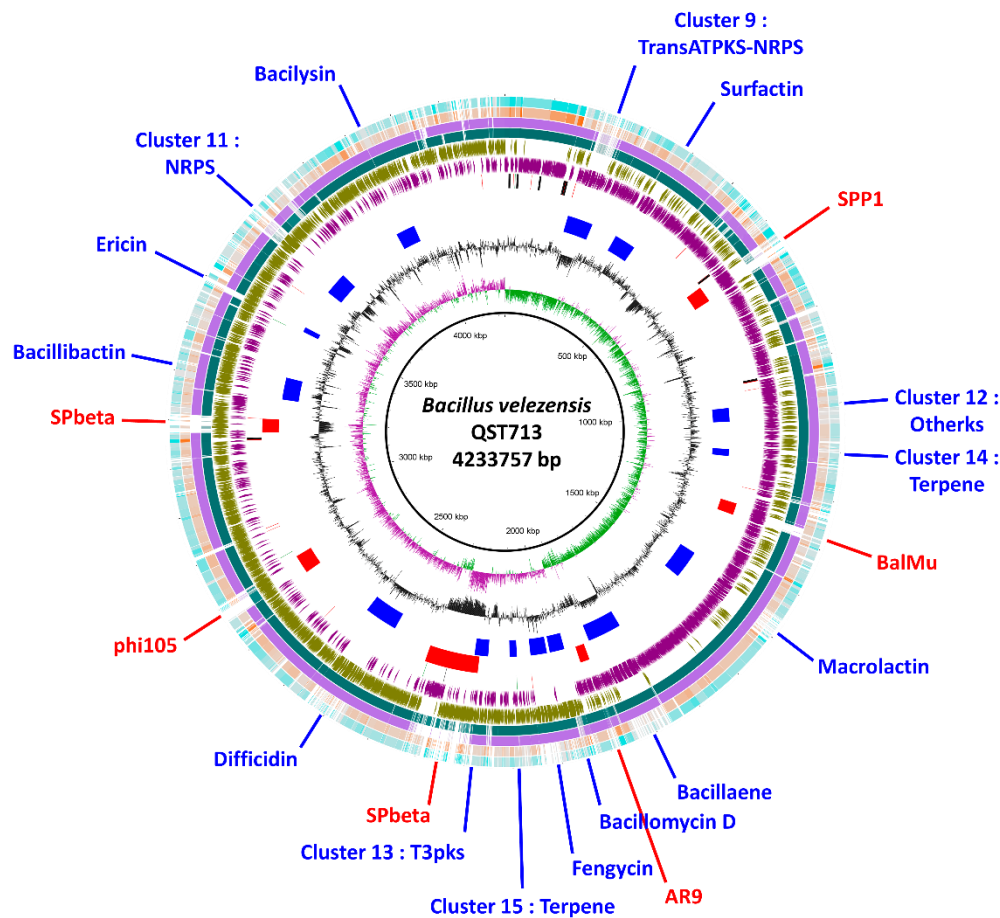 Cluster 9 :
TransATPKS-NRPS
Surfactin
SPP1
Cluster 12 :
Otherks
Cluster 14 :
Terpene
BalMu
Macrolactin
Bacillaene
Bacillomycin D
AR9
Fengycin
Cluster 15 : Terpene
Cluster 13 : T3pks
SPbeta
Difficidin
phi105
SPbeta
Bacillibactin
Ericin
Cluster 11 :
NRPS
Bacilysin
500 kbp
1000 kbp
1500 kbp
2000 kbp
2500 kbp
3000 kbp
3500 kbp
4000 kbp
Bacillus velezensis
QST713
4233757 bp